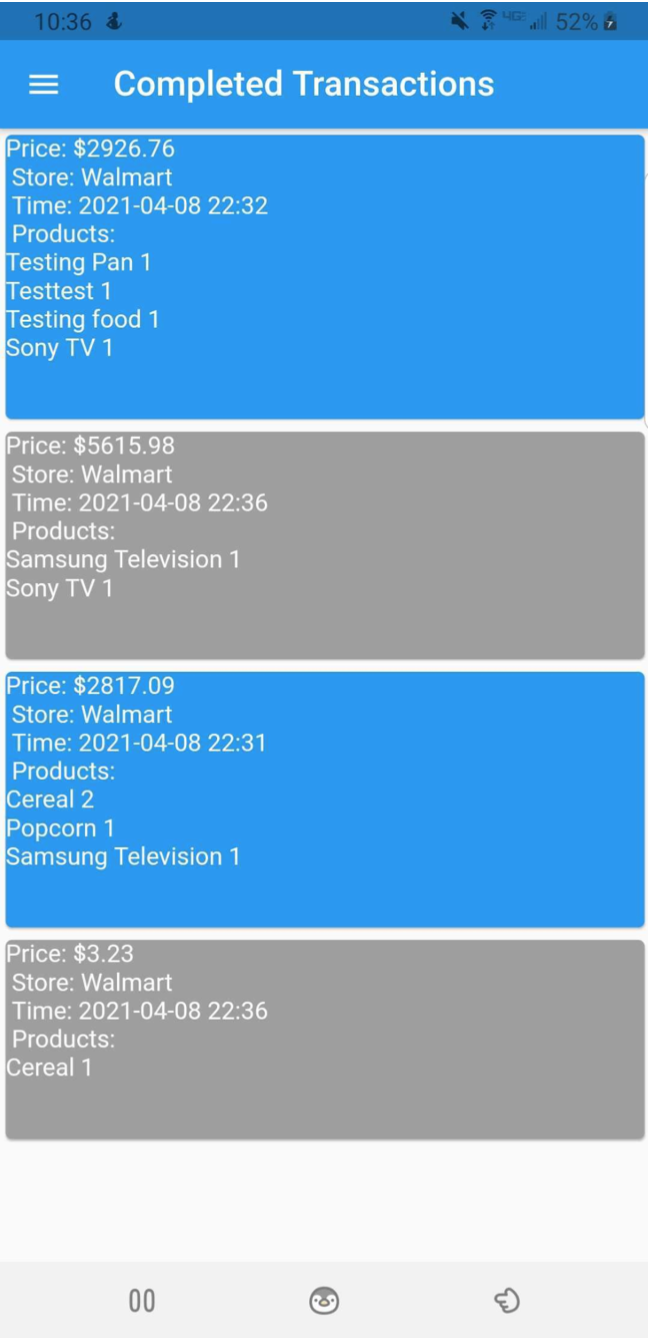 10:36 4GE 52%
Completed Transactions
Price: $2926.76
Store: Walmart
Time: 2021-04-08 22:32
Products:
Testing Pan 1
Testtest 1
Testing food 1
Sony TV 1
Price: $5615.98
Store: Walmart
Time: 2021-04-08 22:36
Products:
Samsung Television 1
Sony TV 1
Price: $2817.09
Store: Walmart
Time: 2021-04-08 22:31
Products:
Cereal 2
Popcorn 1
Samsung Television 1
Price: $3.23
Store: Walmart
Time: 2021-04-08 22:36
Products:
Cereal 1